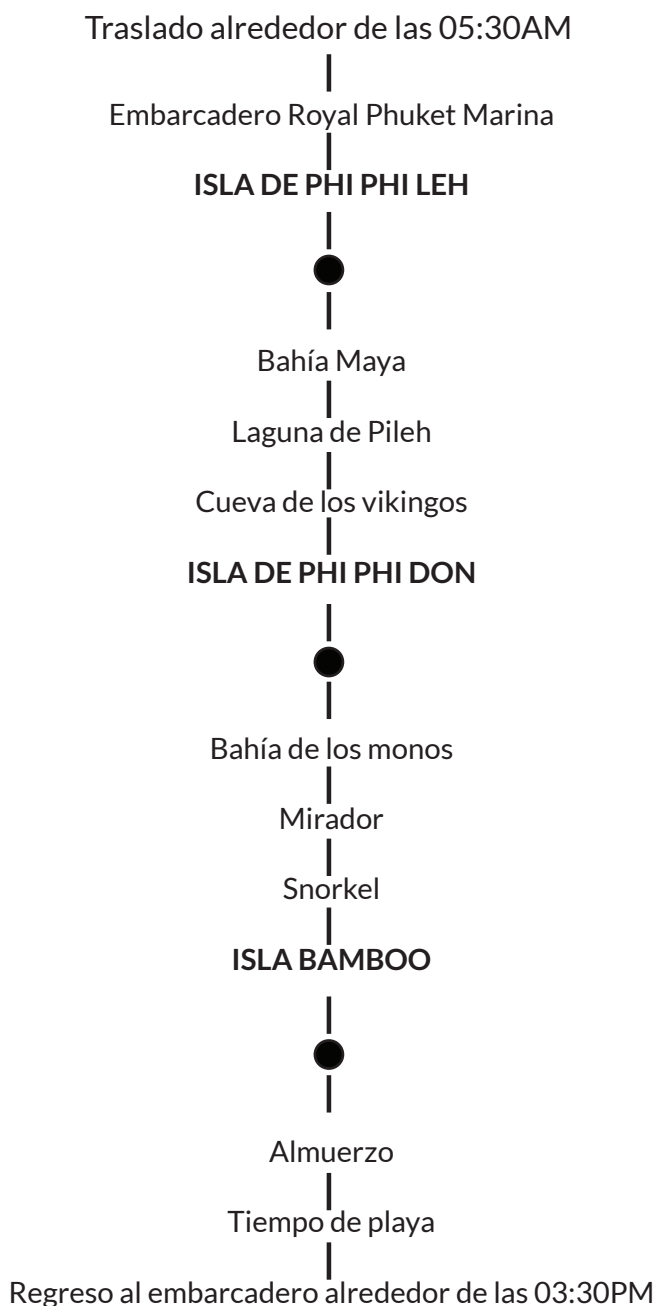 Traslado alrededor de las 05:30AM
Embarcadero Royal Phuket Marina
ISLA DE PHI PHI LEH
Bahía Maya
Laguna de Pileh
Cueva de los vikingos
ISLA DE PHI PHI DON
Bahía de los monos
Mirador
Snorkel
ISLA BAMBOO
Almuerzo
Tiempo de playa
Regreso al embarcadero alrededor de las 03:30PM